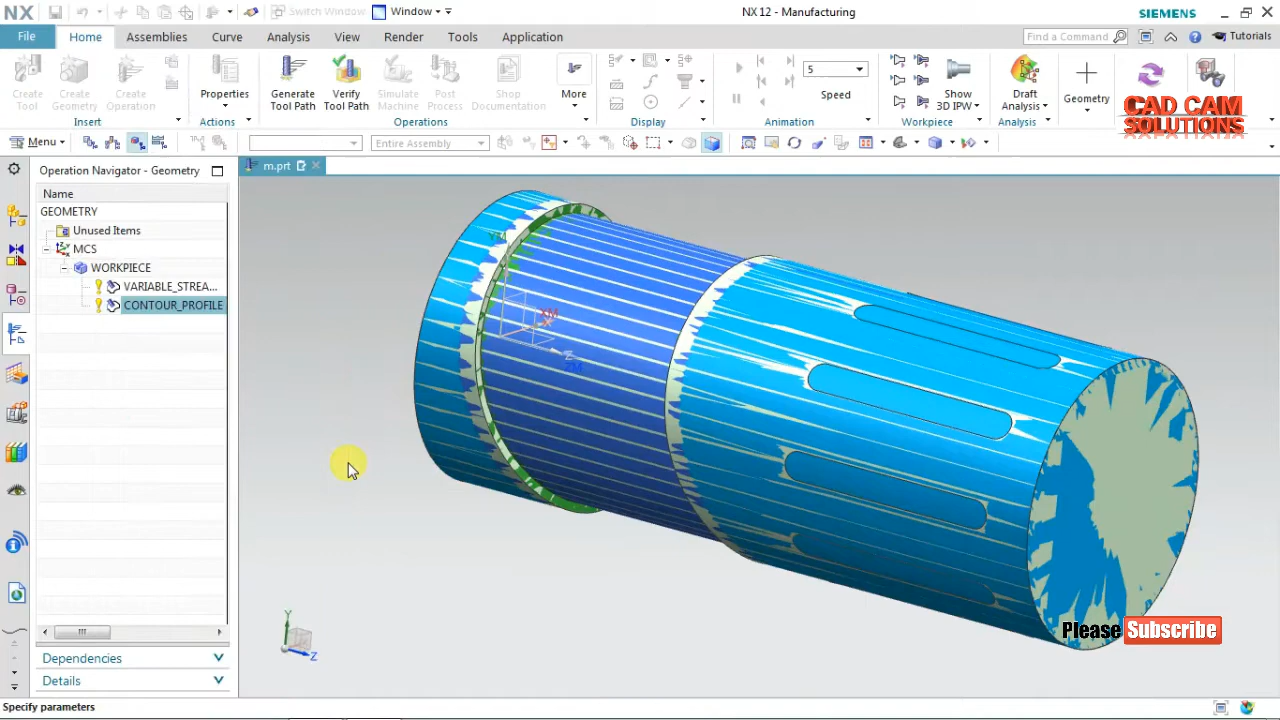 NX
Switch Window
Window
NX 12 - Manufacturing
SIEMENS
File
Home
Assemblies
Curve
Analysis
View
Render
Tools
Application
Find a Command
Tutorials
Create Tool
Create Geometry
Create Operation
Properties
Generate Tool Path
Verify Tool Path
Simulate Machine
Post Process
Shop Documentation
More
5
Speed
Show 3D IPW
Draft Analysis
Geometry
Insert
Actions
Operations
Display
Animation
Workpiece
Analysis
CAD CAM
SOLUTIONS
Menu
Entire Assembly
Operation Navigator - Geometry
m.prt
Name
GEOMETRY
Unused Items
MCS
WORKPIECE
VARIABLE_STREA...
CONTOUR_PROFILE
XM
ZM
Y
Z
Please Subscribe
Dependencies
Details
Specify parameters